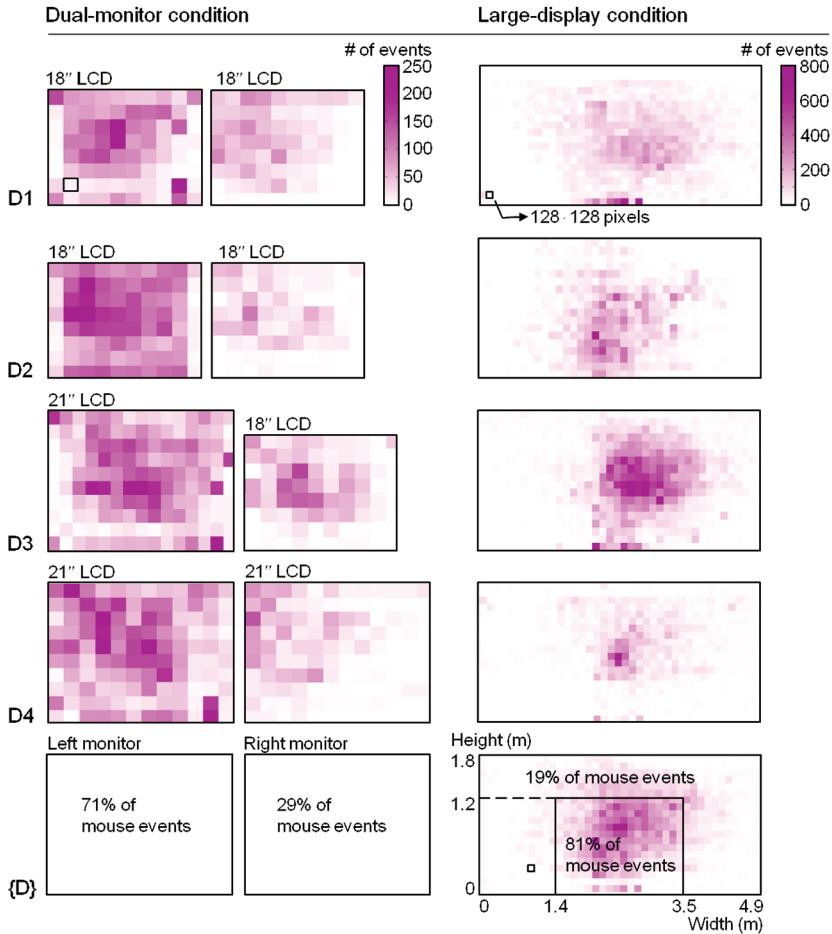 Dual-monitor condition
Large-display condition
# of events
# of events
18″ LCD
18″ LCD
250
200
150
100
50
0
800
600
400
200
0
D1
128 · 128 pixels
18″ LCD
18″ LCD
D2
21″ LCD
18″ LCD
D3
21″ LCD
21″ LCD
D4
Left monitor
Right monitor
Height (m)
71% of
mouse events
29% of
mouse events
1.8
1.2
0
19% of mouse events
81% of
mouse events
{D}
0
1.4
3.5
4.9
Width (m)